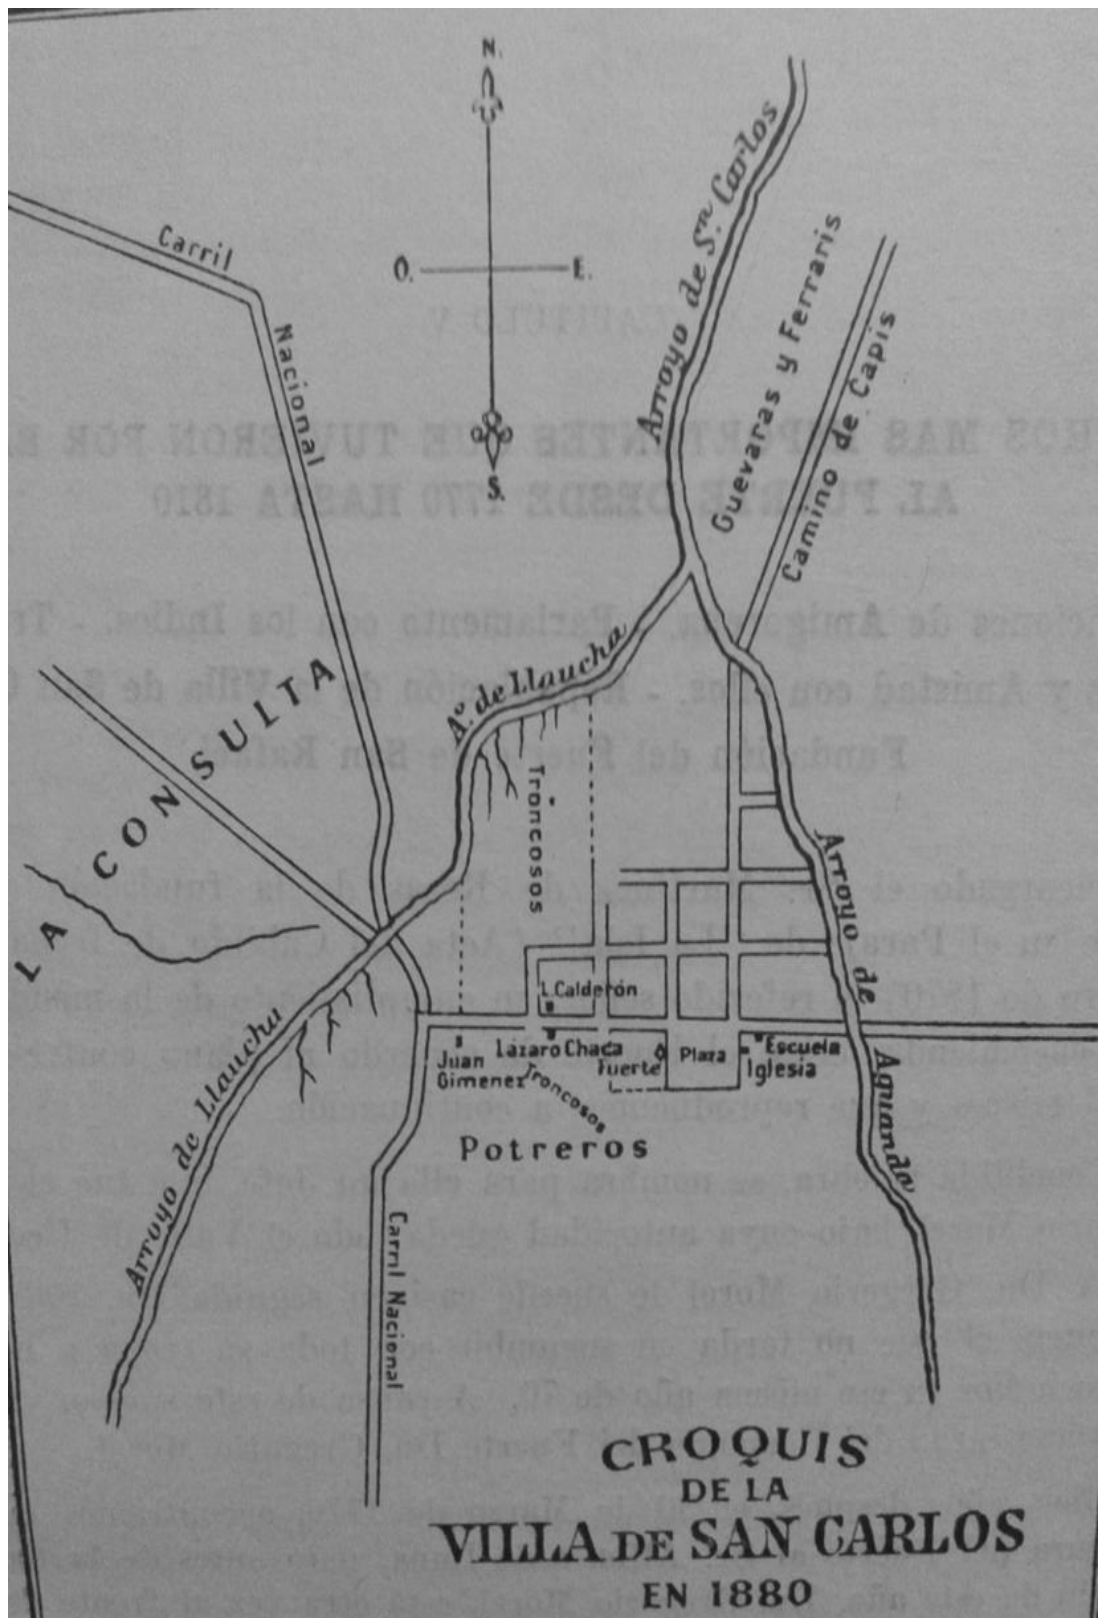 N.
O.
E.
S.
Carril
Nacional
Arroyo de Sn. Carlos
Guevaras y Ferraris
Camino de Capis
LA CONSULTA
Ao. de Llaucha
Troncosos
Arroyo de Aguanda
L Calderón
Lázaro Chaca
Juan
Gimenez
Troncosos
Fuerte
Plaza
Escuela
Iglesia
Potreros
Arroyo de Llaucha
Carril Nacional
CROQUIS
DE LA
VILLA DE SAN CARLOS
EN 1880